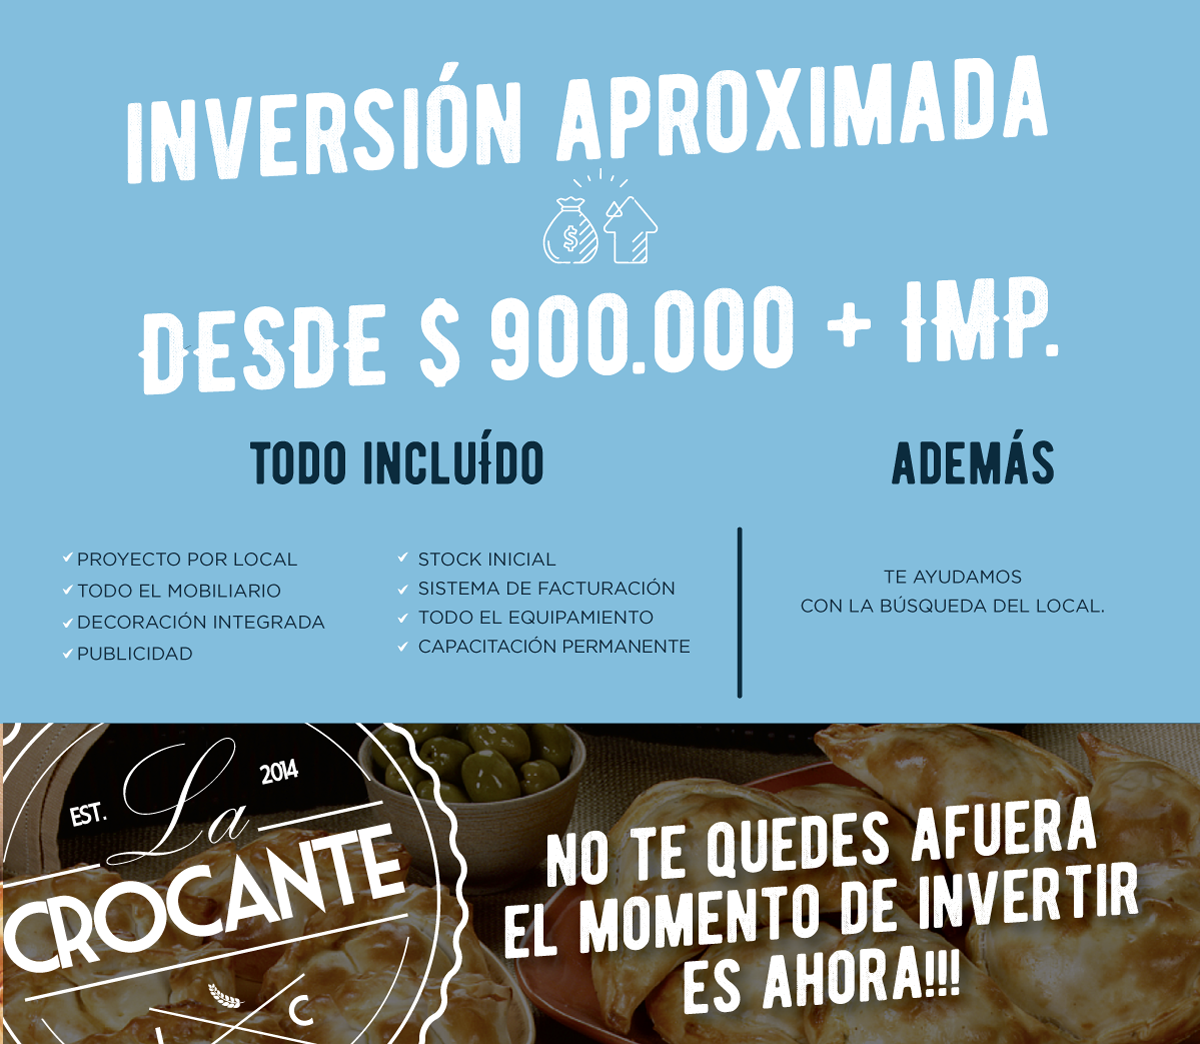 INVERSIÓN APROXIMADA
$
DESDE $ 900.000 + IMP.
TODO INCLUÍDO
PROYECTO POR LOCAL
TODO EL MOBILIARIO
DECORACIÓN INTEGRADA
PUBLICIDAD
STOCK INICIAL
SISTEMA DE FACTURACIÓN
TODO EL EQUIPAMIENTO
CAPACITACIÓN PERMANENTE
ADEMÁS
TE AYUDAMOS
CON LA BÚSQUEDA DEL LOCAL.
EST. La 2014
CROCANTE
L C
NO TE QUEDES AFUERA
EL MOMENTO DE INVERTIR
ES AHORA!!!